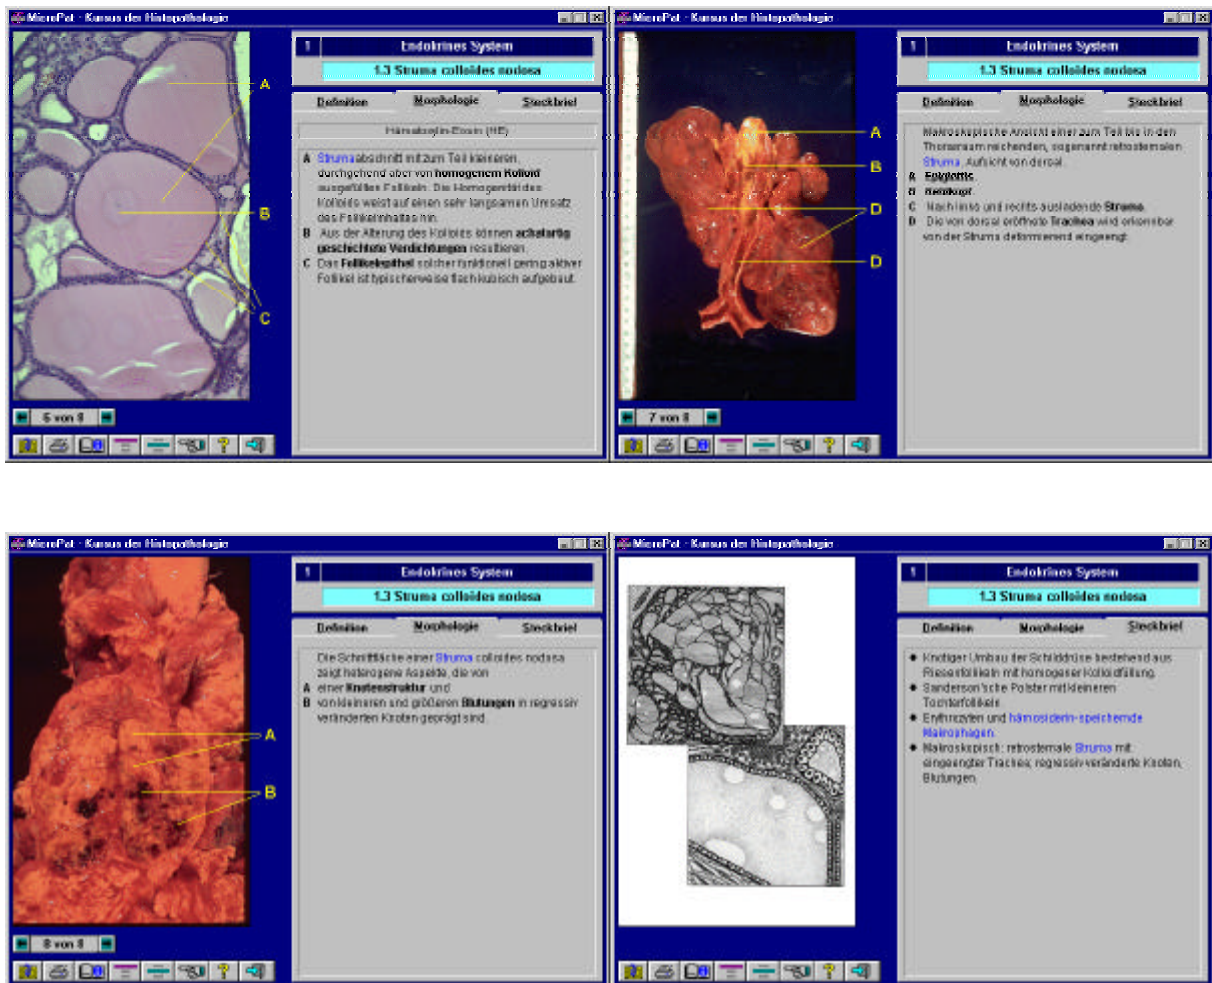 MicroPat - Kursus der Histopathologie
1
Endokrines System
1.3 Struma colloides nodosa
Definition
Morphologie
Steckbrief
Hämatoxylin-Eosin (HE)
A Strumaabschnitt mit zum Teil kleineren,
durchgehend aber von homogenem Kolloid
ausgefüllten Follikeln. Die Homogenität des
Kolloids weist auf einen sehr langsamen Umsatz
des Follikelinhaltes hin.
B Aus der Alterung des Kolloids können achatartig
geschichtete Verdichtungen resultieren.
C Das Follikelepithel solcher funktionell gering aktiver
Follikel ist typischerweise flach kubisch aufgebaut.
A
B
C
6 von 8
MicroPat - Kursus der Histopathologie
1
Endokrines System
1.3 Struma colloides nodosa
Definition
Morphologie
Steckbrief
Makroskopische Ansicht einer zum Teil bis in den
Thoraxraum reichenden, sogenannt retrosternalen
Struma. Aufsicht von dorsal.
A Epiglottis.
B Kehlkopf.
C Nach links und rechts ausladende Struma.
D Die von dorsal eröffnete Trachea wird erkennbar
von der Struma deformierend eingeengt.
A
B
D
D
7 von 8
MicroPat - Kursus der Histopathologie
1
Endokrines System
1.3 Struma colloides nodosa
Definition
Morphologie
Steckbrief
Die Schnittfläche einer Struma colloides nodosa
zeigt heterogene Aspekte, die von
A einer Knotenstruktur und
B von kleineren und größeren Blutungen in regressiv
veränderten Knoten geprägt sind.
A
B
8 von 8
MicroPat - Kursus der Histopathologie
1
Endokrines System
1.3 Struma colloides nodosa
Definition
Morphologie
Steckbrief
Knotiger Umbau der Schilddrüse bestehend aus
Riesenfollikeln mit homogener Kolloidfüllung.
Sanderson'sche Polster mit kleineren
Tochterfollikeln.
Erythrozyten und hämosiderin-speichernde
Makrophagen.
Makroskopisch: retrosternale Struma mit
eingeengter Trachea; regressiv veränderte Knoten,
Blutungen.